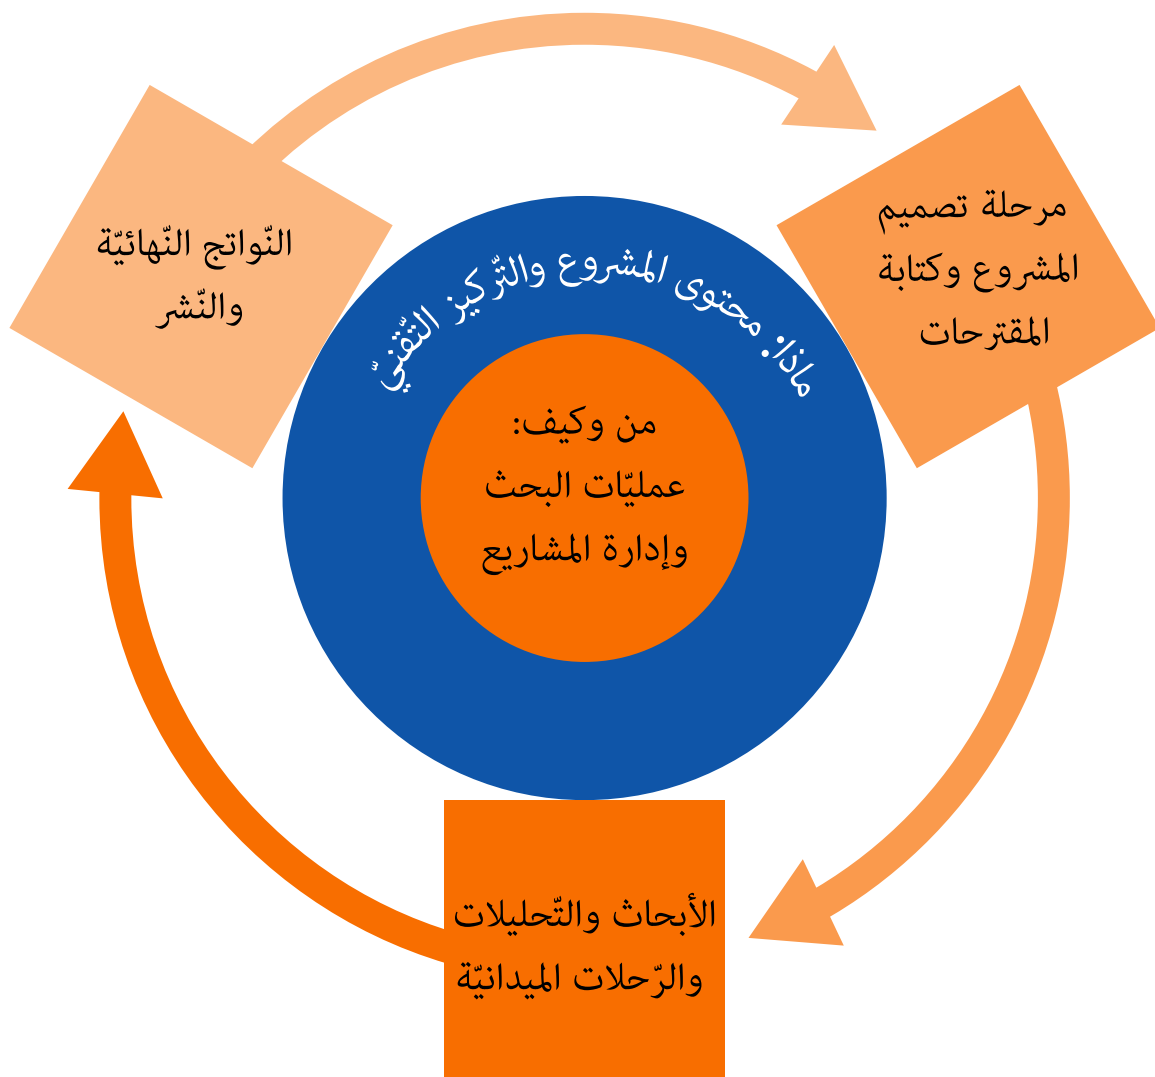 مرحلة تصميم
المشروع وكتابة
المقترحات
النّواتج النّهائيّة
والنّشر
ماذا: محتوى المشروع والتّركيز التّقنيّ
من وكيف:
عمليّات البحث
وإدارة المشاريع
الأبحاث والتّحليلات
والرّحلات الميدانيّة